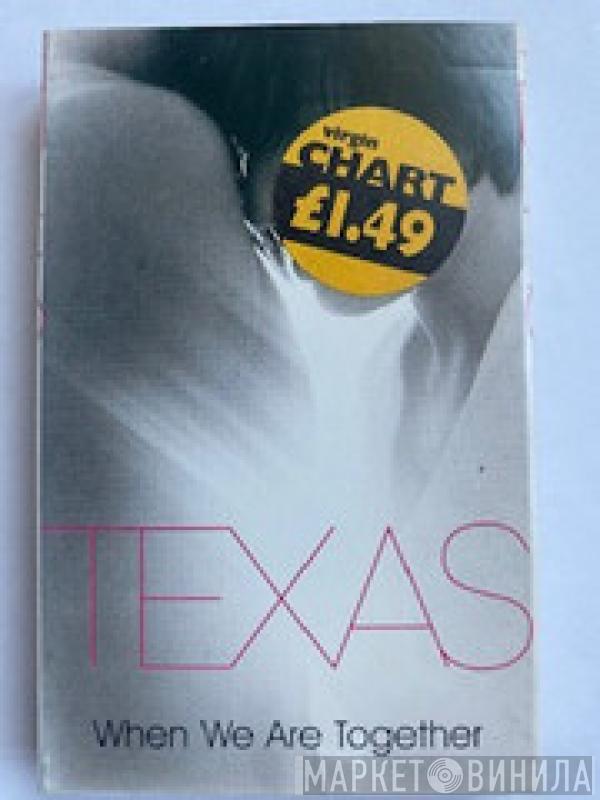 virgin
CHART
£1.49
TEXAS
When We Are Together
МАРКЕТ ВИНИЛА